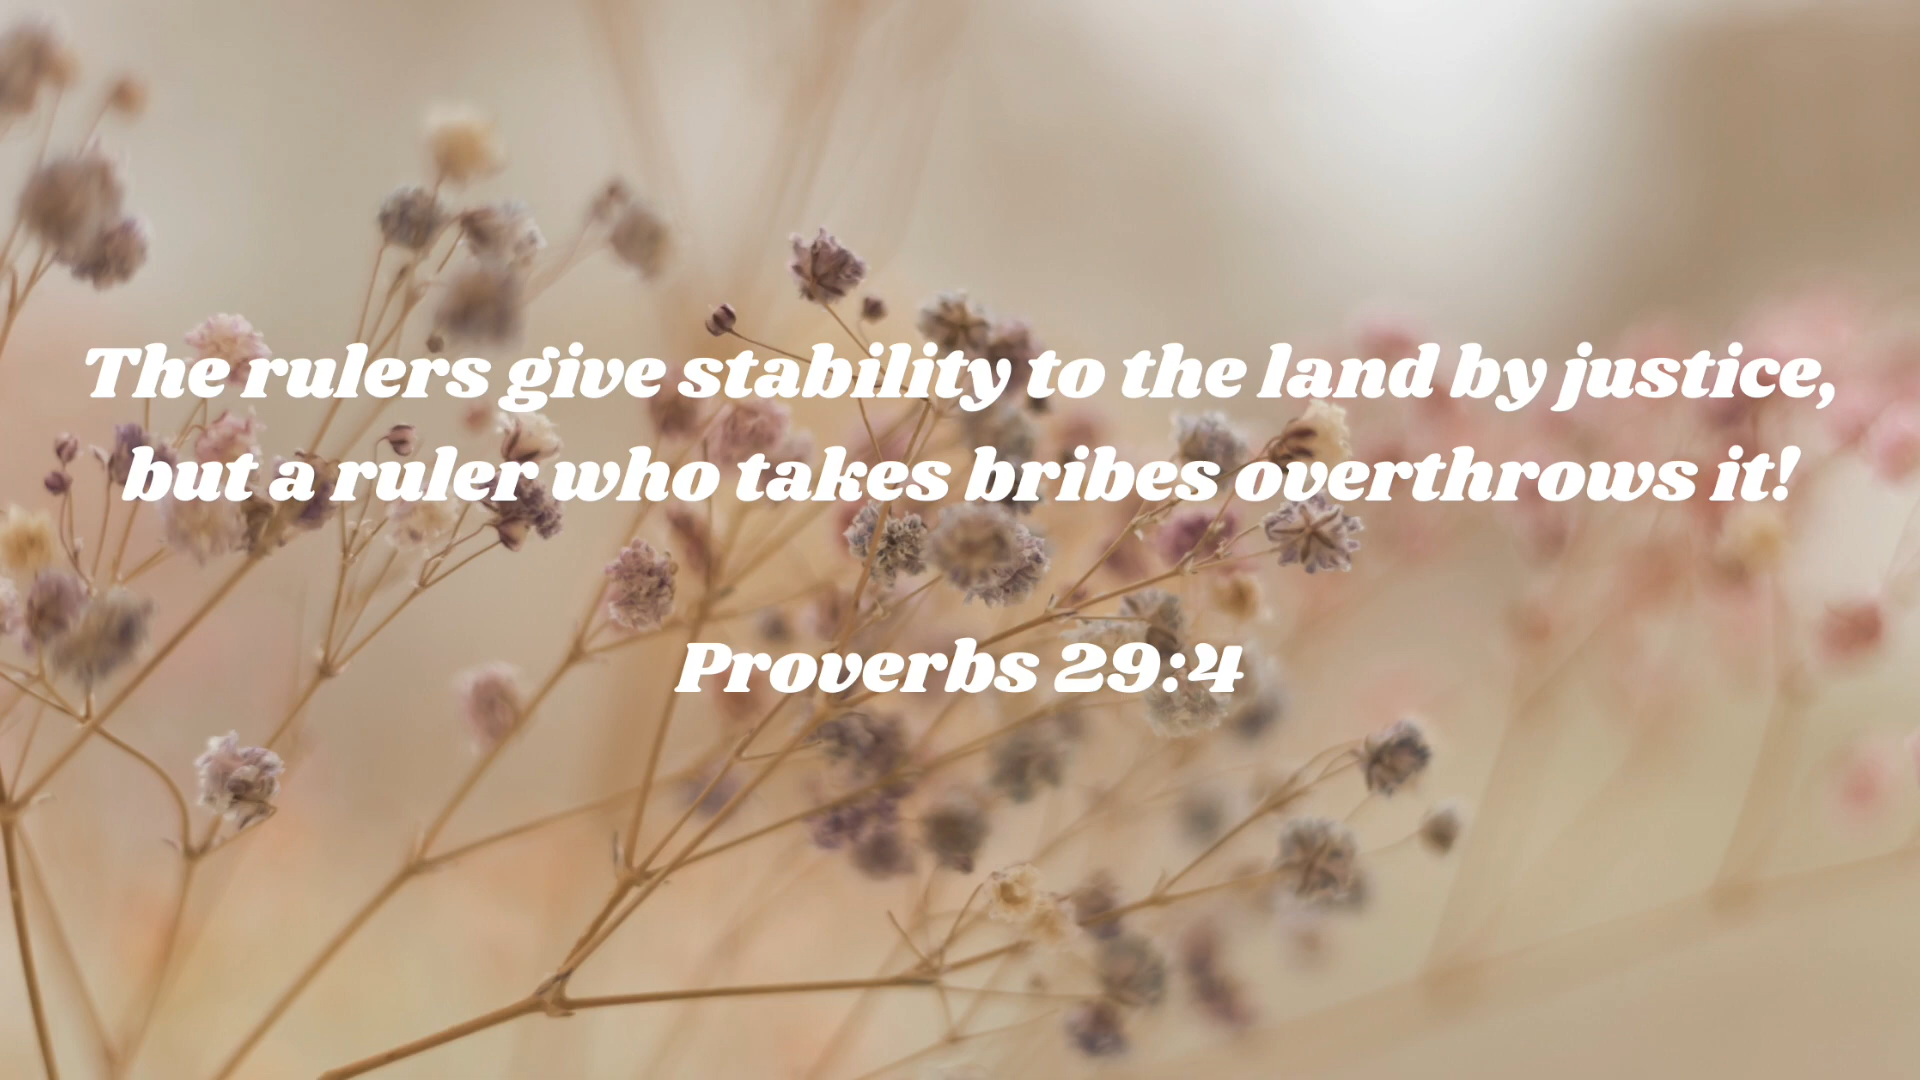 The rulers give stability to the land by justice,
but a ruler who takes bribes overthrows it!
Proverbs 29:4